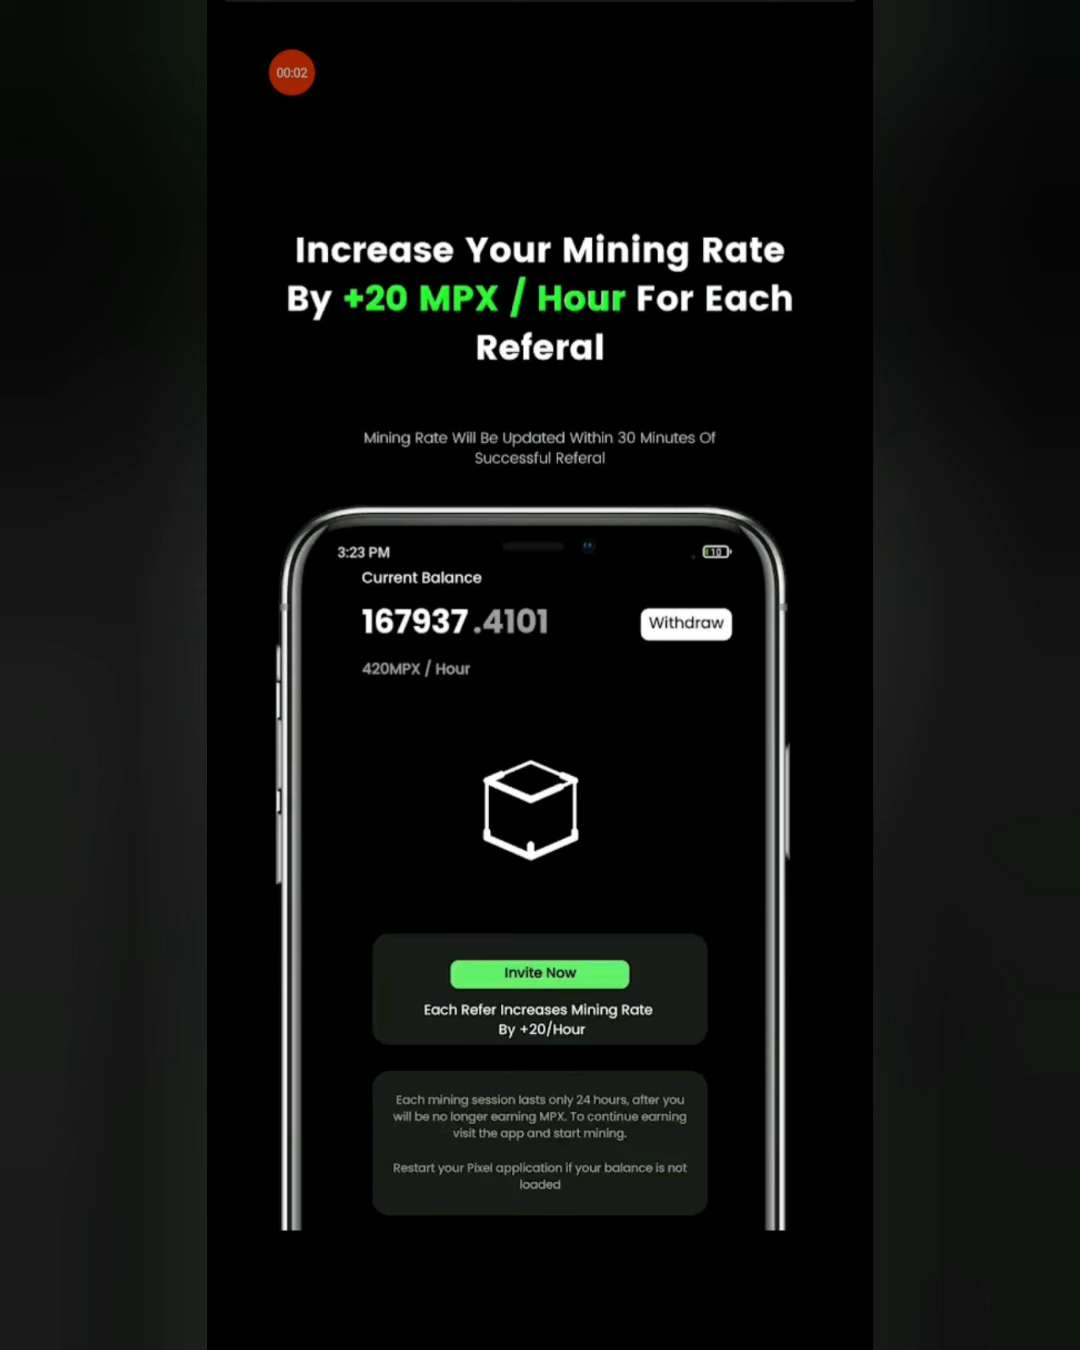 00:02
Increase Your Mining Rate
By +20 MPX / Hour For Each
Referal
Mining Rate Will Be Updated Within 30 Minutes Of
Successful Referal
3:23 PM
10
Current Balance
167937.4101
Withdraw
420MPX / Hour
Invite Now
Each Refer Increases Mining Rate
By +20/Hour
Each mining session lasts only 24 hours, after you
will be no longer earning MPX. To continue earning
visit the app and start mining.
Restart your Pixel application if your balance is not
loaded